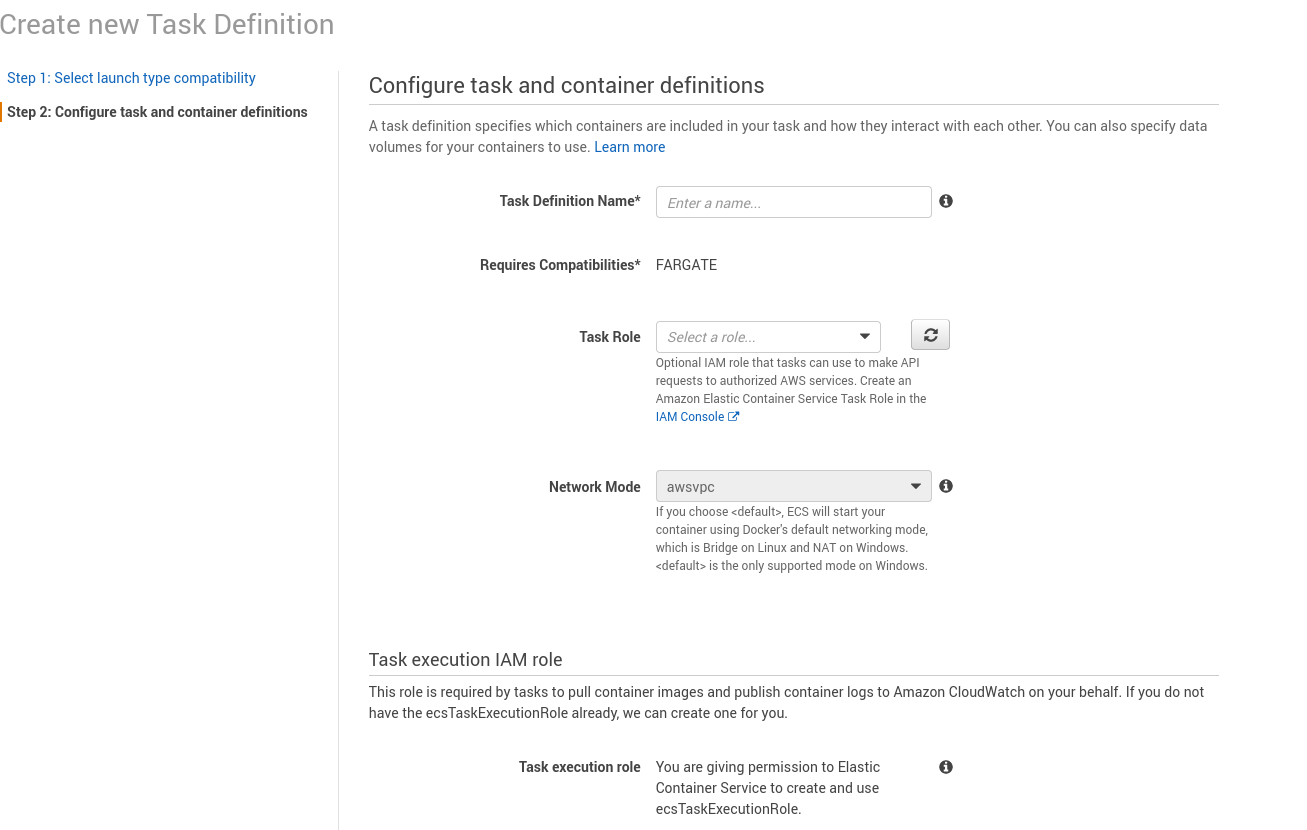 Create new Task Definition
Step 1: Select launch type compatibility
Step 2: Configure task and container definitions
Configure task and container definitions
A task definition specifies which containers are included in your task and how they interact with each other. You can also specify data
volumes for your containers to use. Learn more
Task Definition Name*
Enter a name...
Requires Compatibilities*
FARGATE
Task Role
Select a role...
Optional IAM role that tasks can use to make API
requests to authorized AWS services. Create an
Amazon Elastic Container Service Task Role in the
IAM Console
Network Mode
awsvpc
If you choose <default>, ECS will start your
container using Docker's default networking mode,
which is Bridge on Linux and NAT on Windows.
<default> is the only supported mode on Windows.
Task execution IAM role
This role is required by tasks to pull container images and publish container logs to Amazon CloudWatch on your behalf. If you do not
have the ecsTaskExecutionRole already, we can create one for you.
Task execution role
You are giving permission to Elastic
Container Service to create and use
ecsTaskExecutionRole.